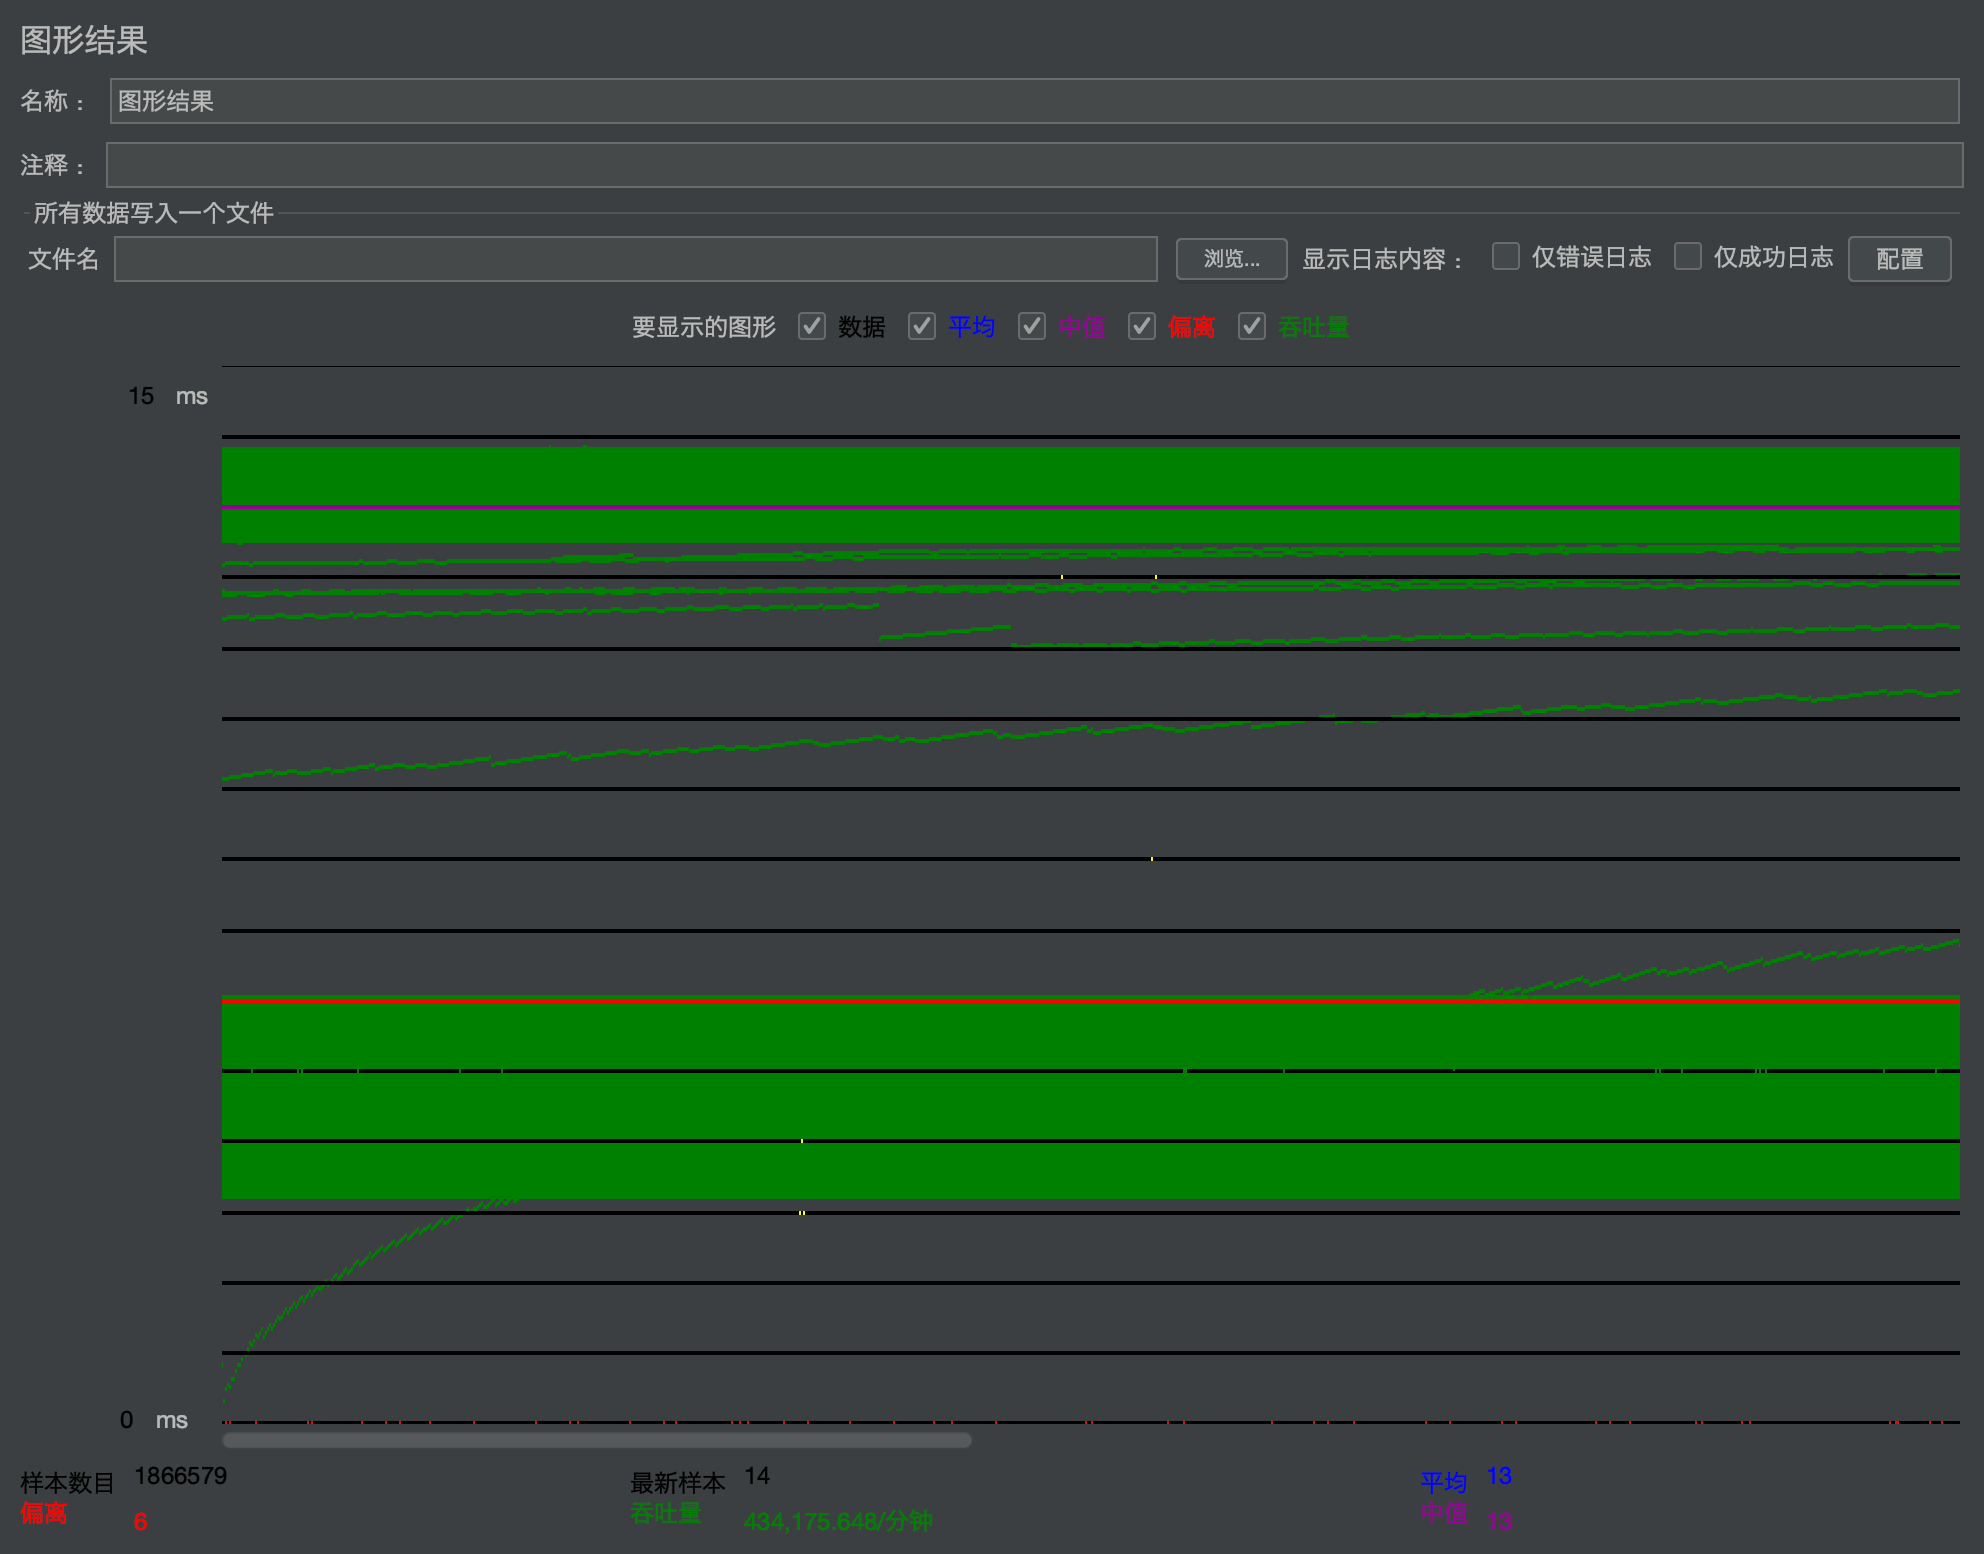 图形结果
名称： 图形结果
注释：
所有数据写入一个文件
文件名 浏览... 显示日志内容： 仅错误日志 仅成功日志 配置
要显示的图形 数据 平均 中值 偏离 吞吐量
15 ms
0 ms
样本数目 1866579 最新样本 14 平均 13
偏离 6 吞吐量 434,175.648/分钟 中值 13